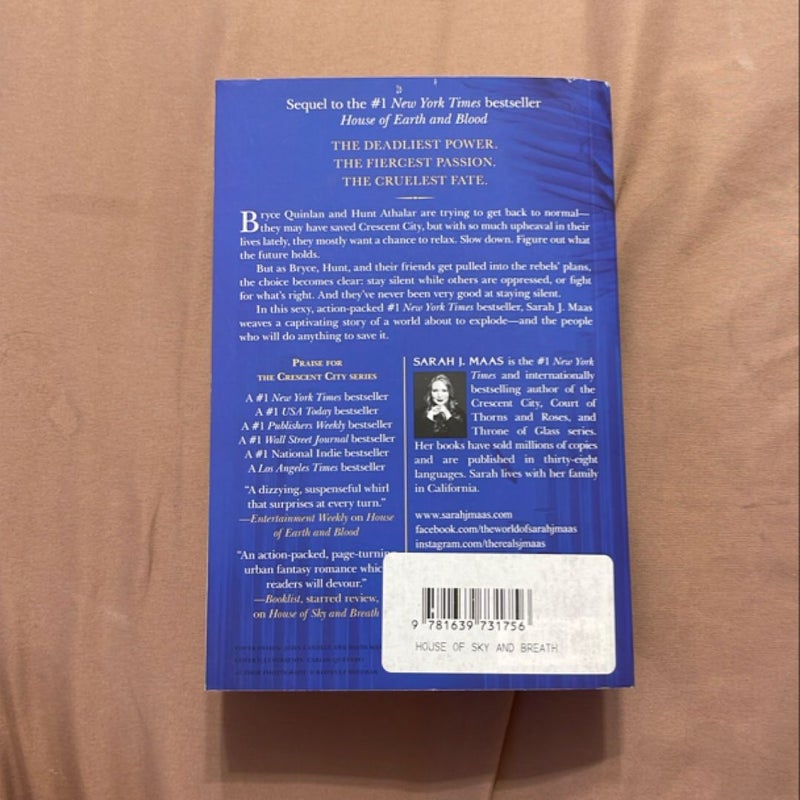 Sequel to the #1 New York Times bestseller
House of Earth and Blood
THE DEADLIEST POWER.
THE FIERCEST PASSION.
THE CRUELEST FATE.
Bryce Quinlan and Hunt Athalar are trying to get back to normal—
they may have saved Crescent City, but with so much upheaval in their
lives lately, they mostly want a chance to relax. Slow down. Figure out what
the future holds.
But as Bryce, Hunt, and their friends get pulled into the rebels' plans,
the choice becomes clear: stay silent while others are oppressed, or fight
for what's right. And they've never been very good at staying silent.
In this sexy, action-packed #1 New York Times bestseller, Sarah J. Maas
weaves a captivating story of a world about to explode—and the people
who will do anything to save it.
PRAISE FOR
THE CRESCENT CITY SERIES
A #1 New York Times bestseller
A #1 USA Today bestseller
A #1 Publishers Weekly bestseller
A #1 Wall Street Journal bestseller
A #1 National Indie bestseller
A Los Angeles Times bestseller
"A dizzying, suspenseful whirl
that surprises at every turn."
—Entertainment Weekly on House
of Earth and Blood
"An action-packed, page-turning
urban fantasy romance which
readers will devour."
—Booklist, starred review,
on House of Sky and Breath
SARAH J. MAAS is the #1 New York
Times and internationally
bestselling author of the
Crescent City, Court of
Thorns and Roses, and
Throne of Glass series.
Her books have sold millions of copies
and are published in thirty-eight
languages. Sarah lives with her family
in California.
www.sarahjmaas.com
facebook.com/theworldofsarahjmaas
instagram.com/therealsjmaas
9 781639 731756
HOUSE OF SKY AND BREATH
COVER ILLUSTRATION: CARLOS QUEVEDO